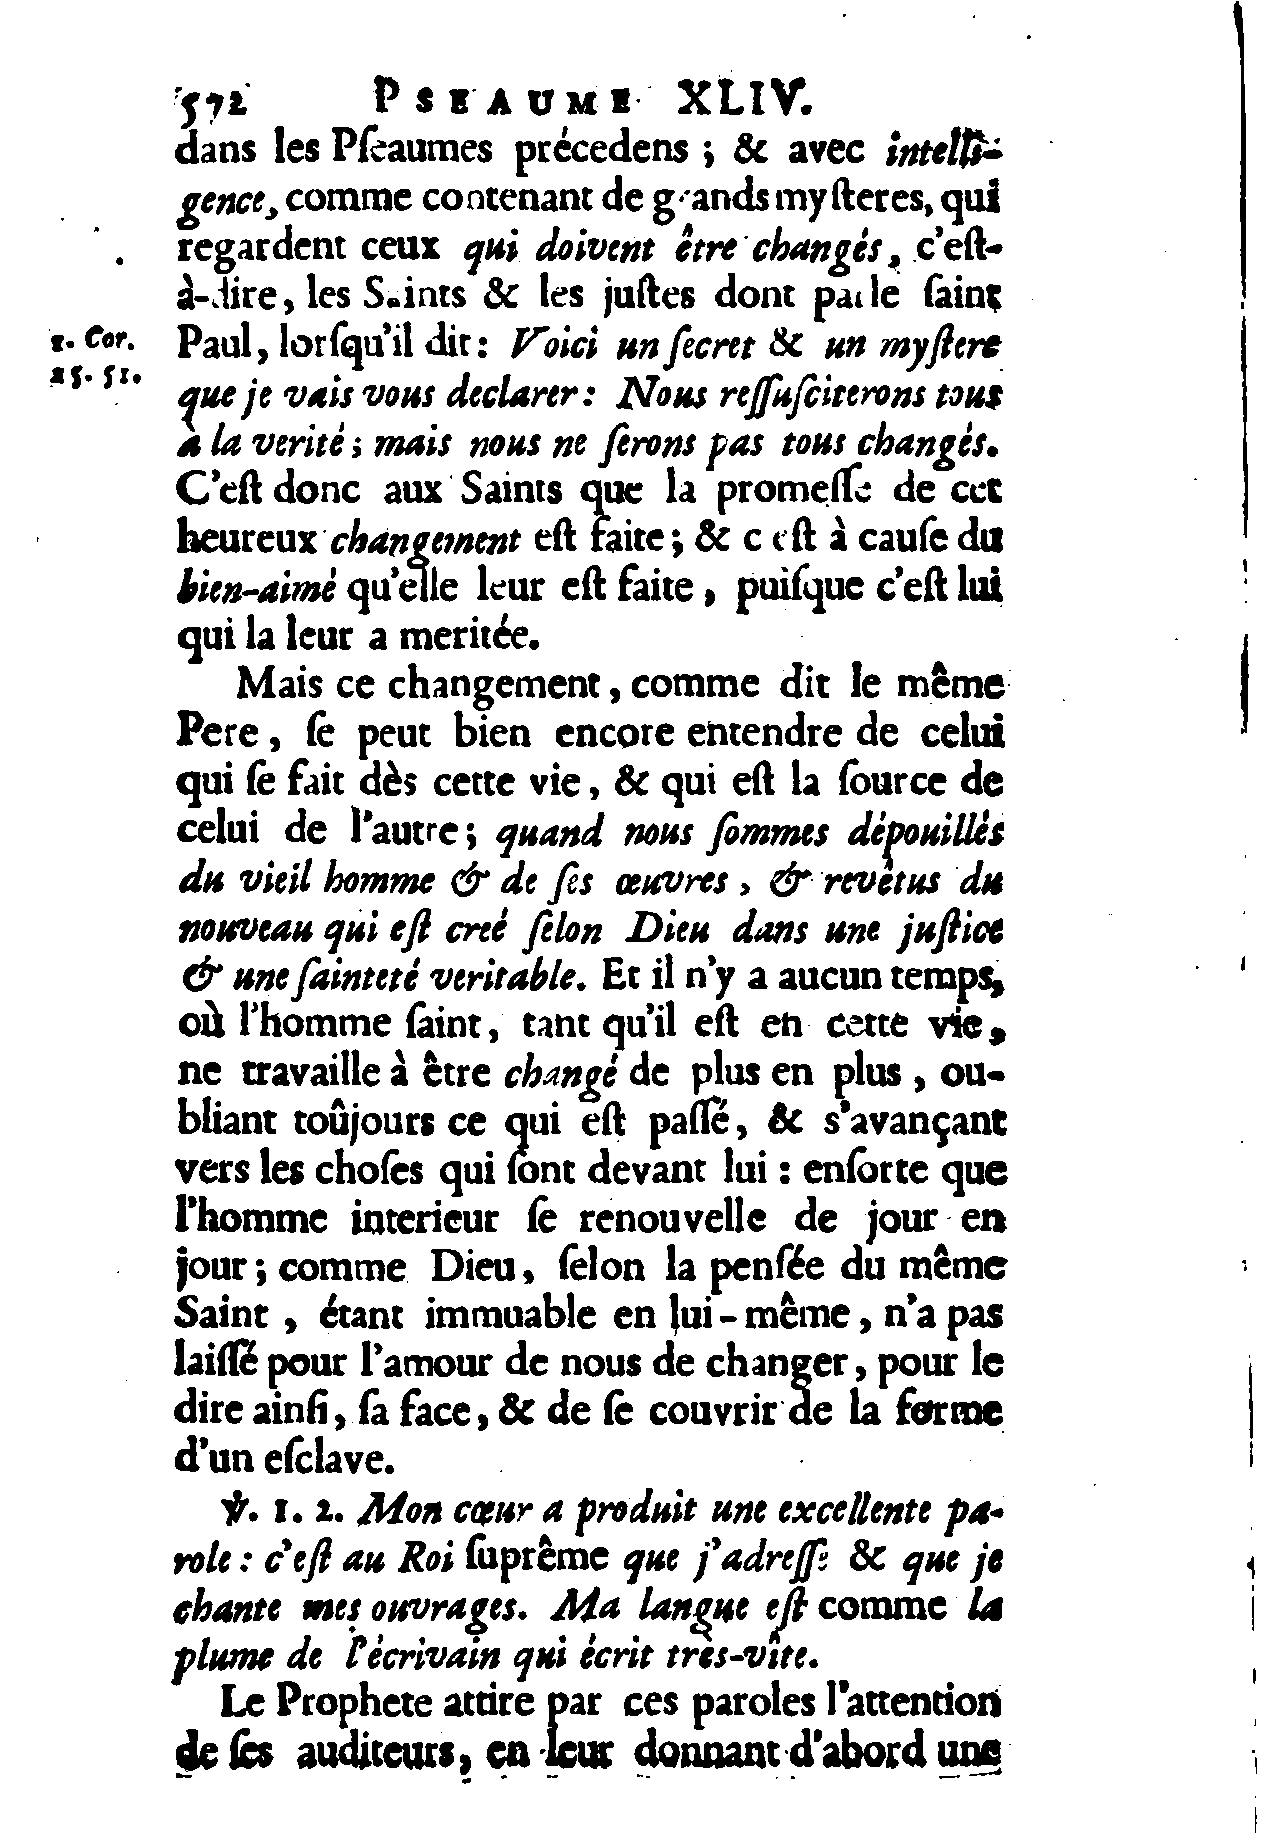 572 PSEAUME XLIV.
dans les Pſeaumes précedens ; & avec intelli-
gence, comme contenant de grands myſteres, qui
regardent ceux qui doivent être changés, c'eſt-
à-dire, les Saints & les juſtes dont parle ſaint
1. Cor. Paul, lorſqu'il dit : Voici un ſecret & un myſtere
15. 51. que je vais vous declarer : Nous reſſuſciterons tous
à la verité ; mais nous ne ſerons pas tous changés.
C'eſt donc aux Saints que la promeſſe de cet
heureux changement eſt faite ; & c'eſt à cauſe du
bien-aimé qu'elle leur eſt faite, puiſque c'eſt lui
qui la leur a meritée.
Mais ce changement, comme dit le même
Pere, ſe peut bien encore entendre de celui
qui ſe fait dès cette vie, & qui eſt la ſource de
celui de l'autre ; quand nous ſommes dépouillés
du vieil homme & de ſes œuvres, & revêtus du
nouveau qui eſt creé ſelon Dieu dans une juſtice
& une ſainteté veritable. Et il n'y a aucun temps,
où l'homme ſaint, tant qu'il eſt en cette vie,
ne travaille à être changé de plus en plus, ou-
bliant toûjours ce qui eſt paſſé, & s'avançant
vers les choſes qui ſont devant lui : enſorte que
l'homme interieur ſe renouvelle de jour en
jour ; comme Dieu, ſelon la penſée du même
Saint, étant immuable en lui-même, n'a pas
laiſſé pour l'amour de nous de changer, pour le
dire ainſi, ſa face, & de ſe couvrir de la forme
d'un eſclave.
℣. 1. 2. Mon cœur a produit une excellente pa-
role : c'eſt au Roi ſuprême que j'adreſſe & que je
chante mes ouvrages. Ma langue eſt comme la
plume de l'écrivain qui écrit très-vîte.
Le Prophete attire par ces paroles l'attention
de ſes auditeurs, en leur donnant d'abord une